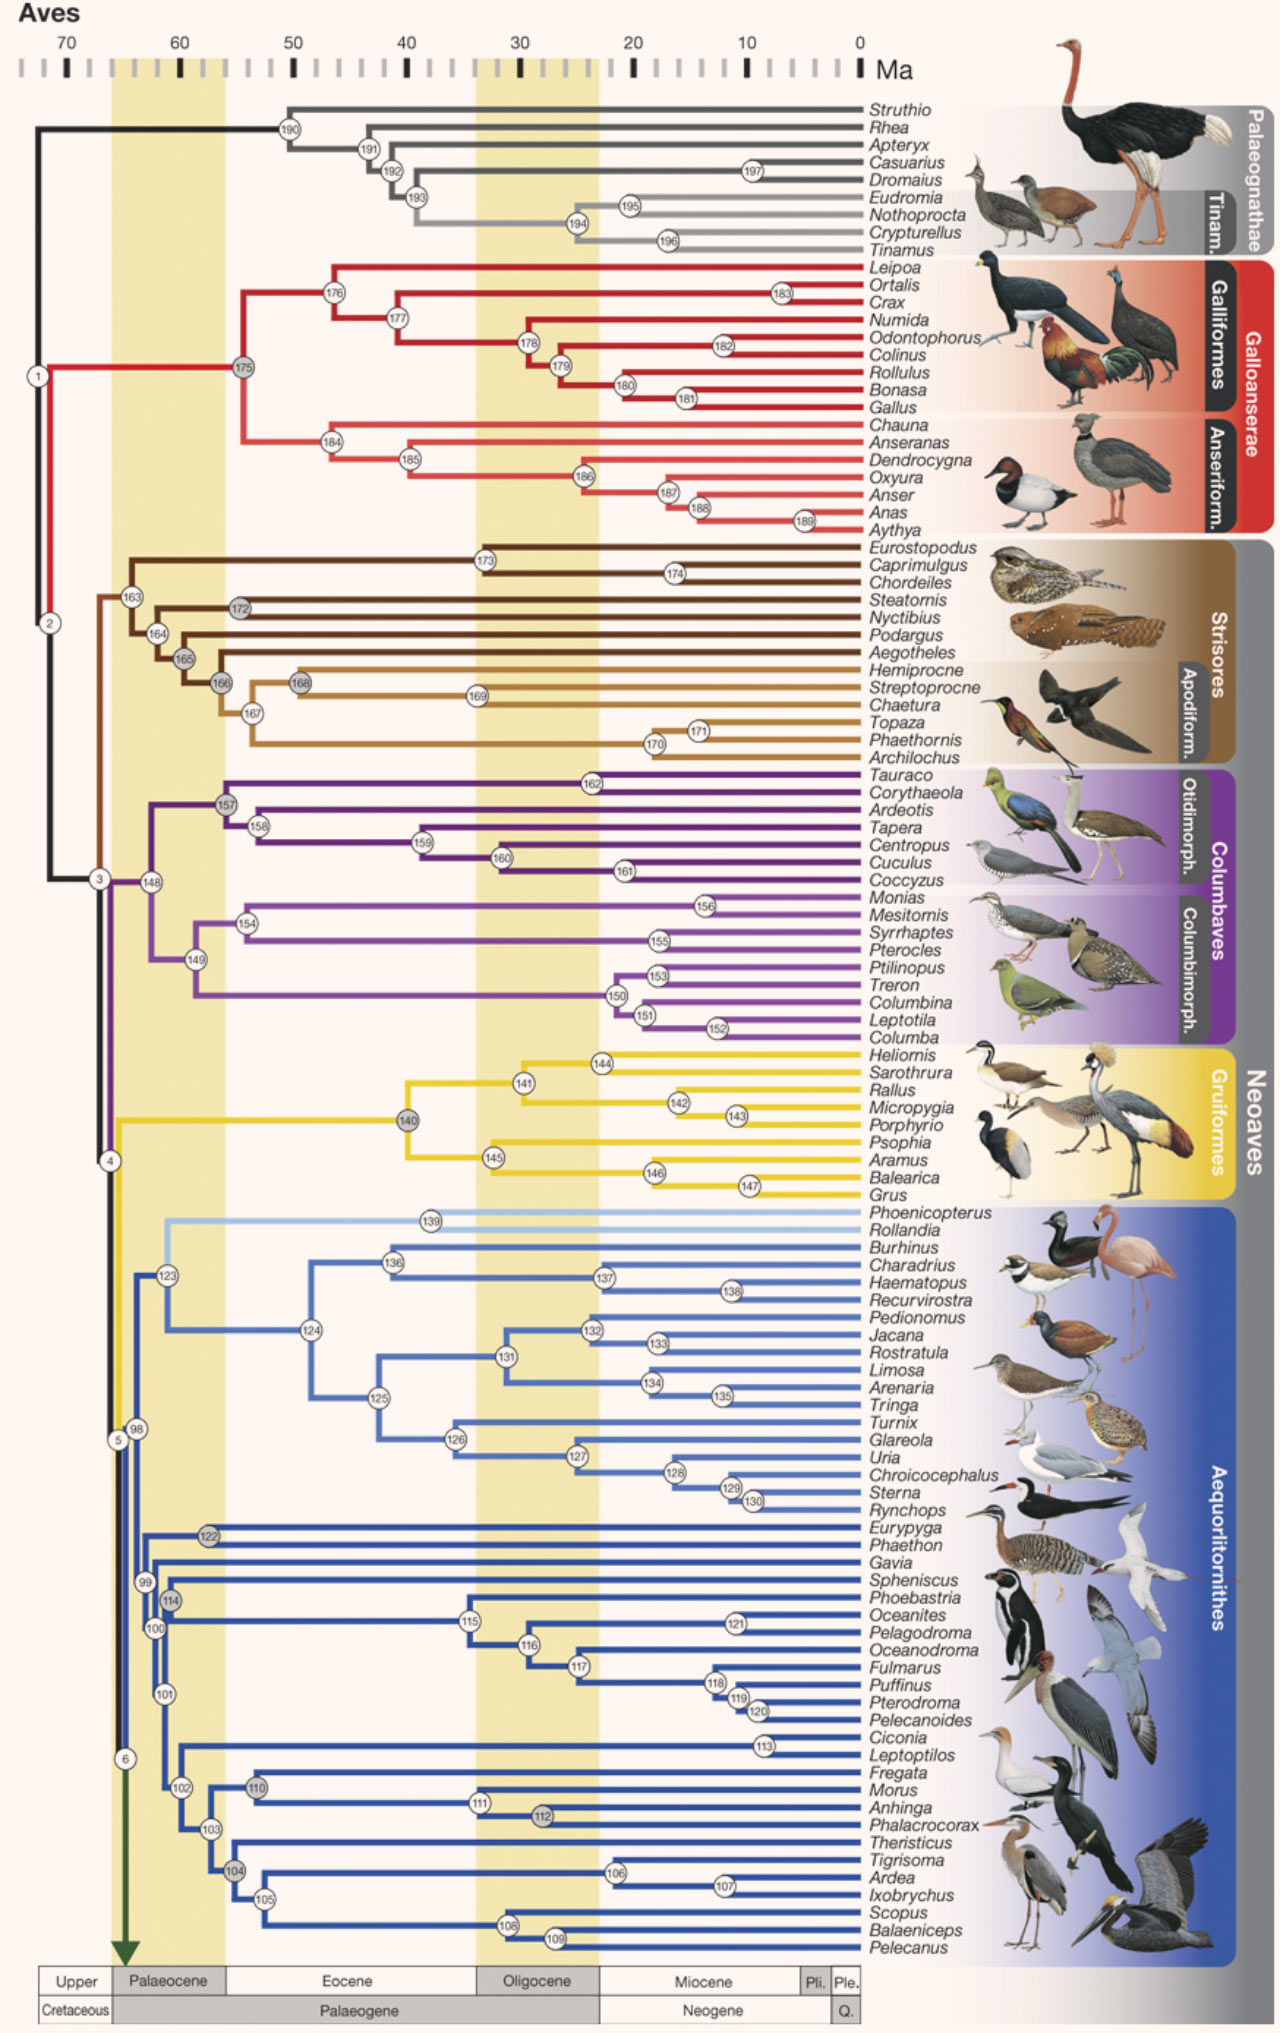 Aves
70 60 50 40 30 20 10 0
Ma
Struthio
190
Rhea
191
Apteryx
192
Casuarius
197
Dromaius
193
Eudromia
195
Nothoprocta
194
Crypturellus
196
Tinamus
Palaeognathae
Tinam.
Leipoa
176
Ortalis
183
Crax
177
Numida
178
Odontophorus
182
Colinus
179
Rollulus
180
Bonasa
181
Gallus
175
1
Galliformes
Galloanserae
Chauna
184
Anseranas
185
Dendrocygna
186
Oxyura
187
Anser
188
Anas
189
Aythya
Anseriform.
Eurostopodus
173
Caprimulgus
174
Chordeiles
163
Steatornis
172
Nyctibius
2
164
Podargus
165
Aegotheles
166
Hemiprocne
168
Streptoprocne
169
Chaetura
167
Topaza
171
Phaethornis
170
Archilochus
Strisores
Apodiform.
Tauraco
162
Corythaeola
157
Ardeotis
158
Tapera
159
Centropus
160
Cuculus
161
Coccyzus
3
148
Otidimorph.
Columbaves
Monias
156
Mesitornis
154
Syrrhaptes
155
Pterocles
149
Ptilinopus
153
Treron
150
Columbina
151
Leptotila
152
Columba
Columbimorph.
Heliornis
144
Sarothrura
141
Rallus
142
Micropygia
143
Porphyrio
140
Psophia
145
Aramus
4
146
Balearica
147
Grus
Gruiformes
Neoaves
Phoenicopterus
139
Rollandia
Burhinus
136
Charadrius
123
137
Haematopus
138
Recurvirostra
Pedionomus
124
132
Jacana
133
Rostratula
131
Limosa
134
Arenaria
125
135
Tringa
Turnix
98
5
126
Glareola
127
Uria
128
Chroicocephalus
129
Sterna
130
Rynchops
Aequorlitornithes
Eurypyga
122
Phaethon
Gavia
99
Spheniscus
114
Phoebastria
100
115
Oceanites
121
Pelagodroma
116
Oceanodroma
117
Fulmarus
118
Puffinus
101
119
Pterodroma
120
Pelecanoides
Ciconia
113
Leptoptilos
6
Fregata
102
110
Morus
111
Anhinga
112
Phalacrocorax
103
Theristicus
104
Tigrisoma
106
Ardea
107
Ixobrychus
105
Scopus
108
Balaeniceps
109
Pelecanus
Upper Palaeocene Eocene Oligocene Miocene Pli. Ple.
Cretaceous Palaeogene Neogene Q.